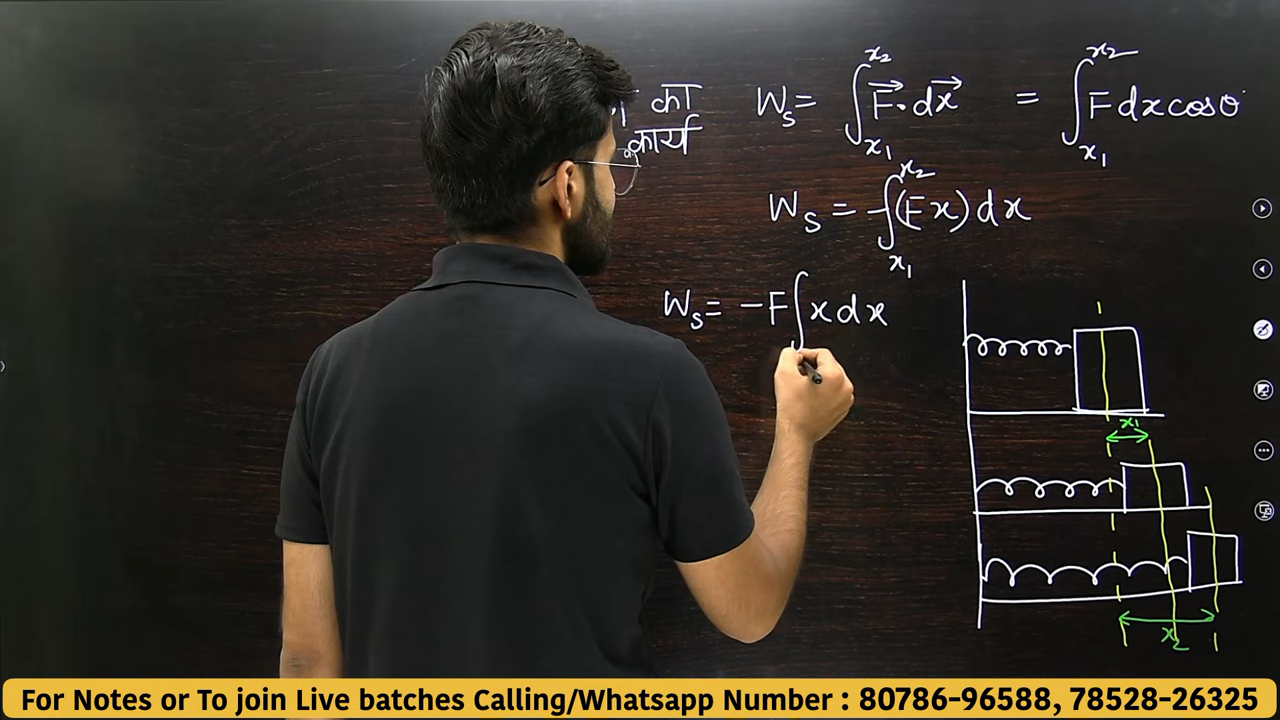 का Wₛ = ∫ₓ₁ˣ² F⃗·dx⃗ = ∫ₓ₁ˣ² F dx cosθ
कार्य
Wₛ = -∫ₓ₁ˣ² (Fx) dx
Wₛ = -F∫ x dx
x₁
x₂
For Notes or To join Live batches Calling/Whatsapp Number : 80786-96588, 78528-26325